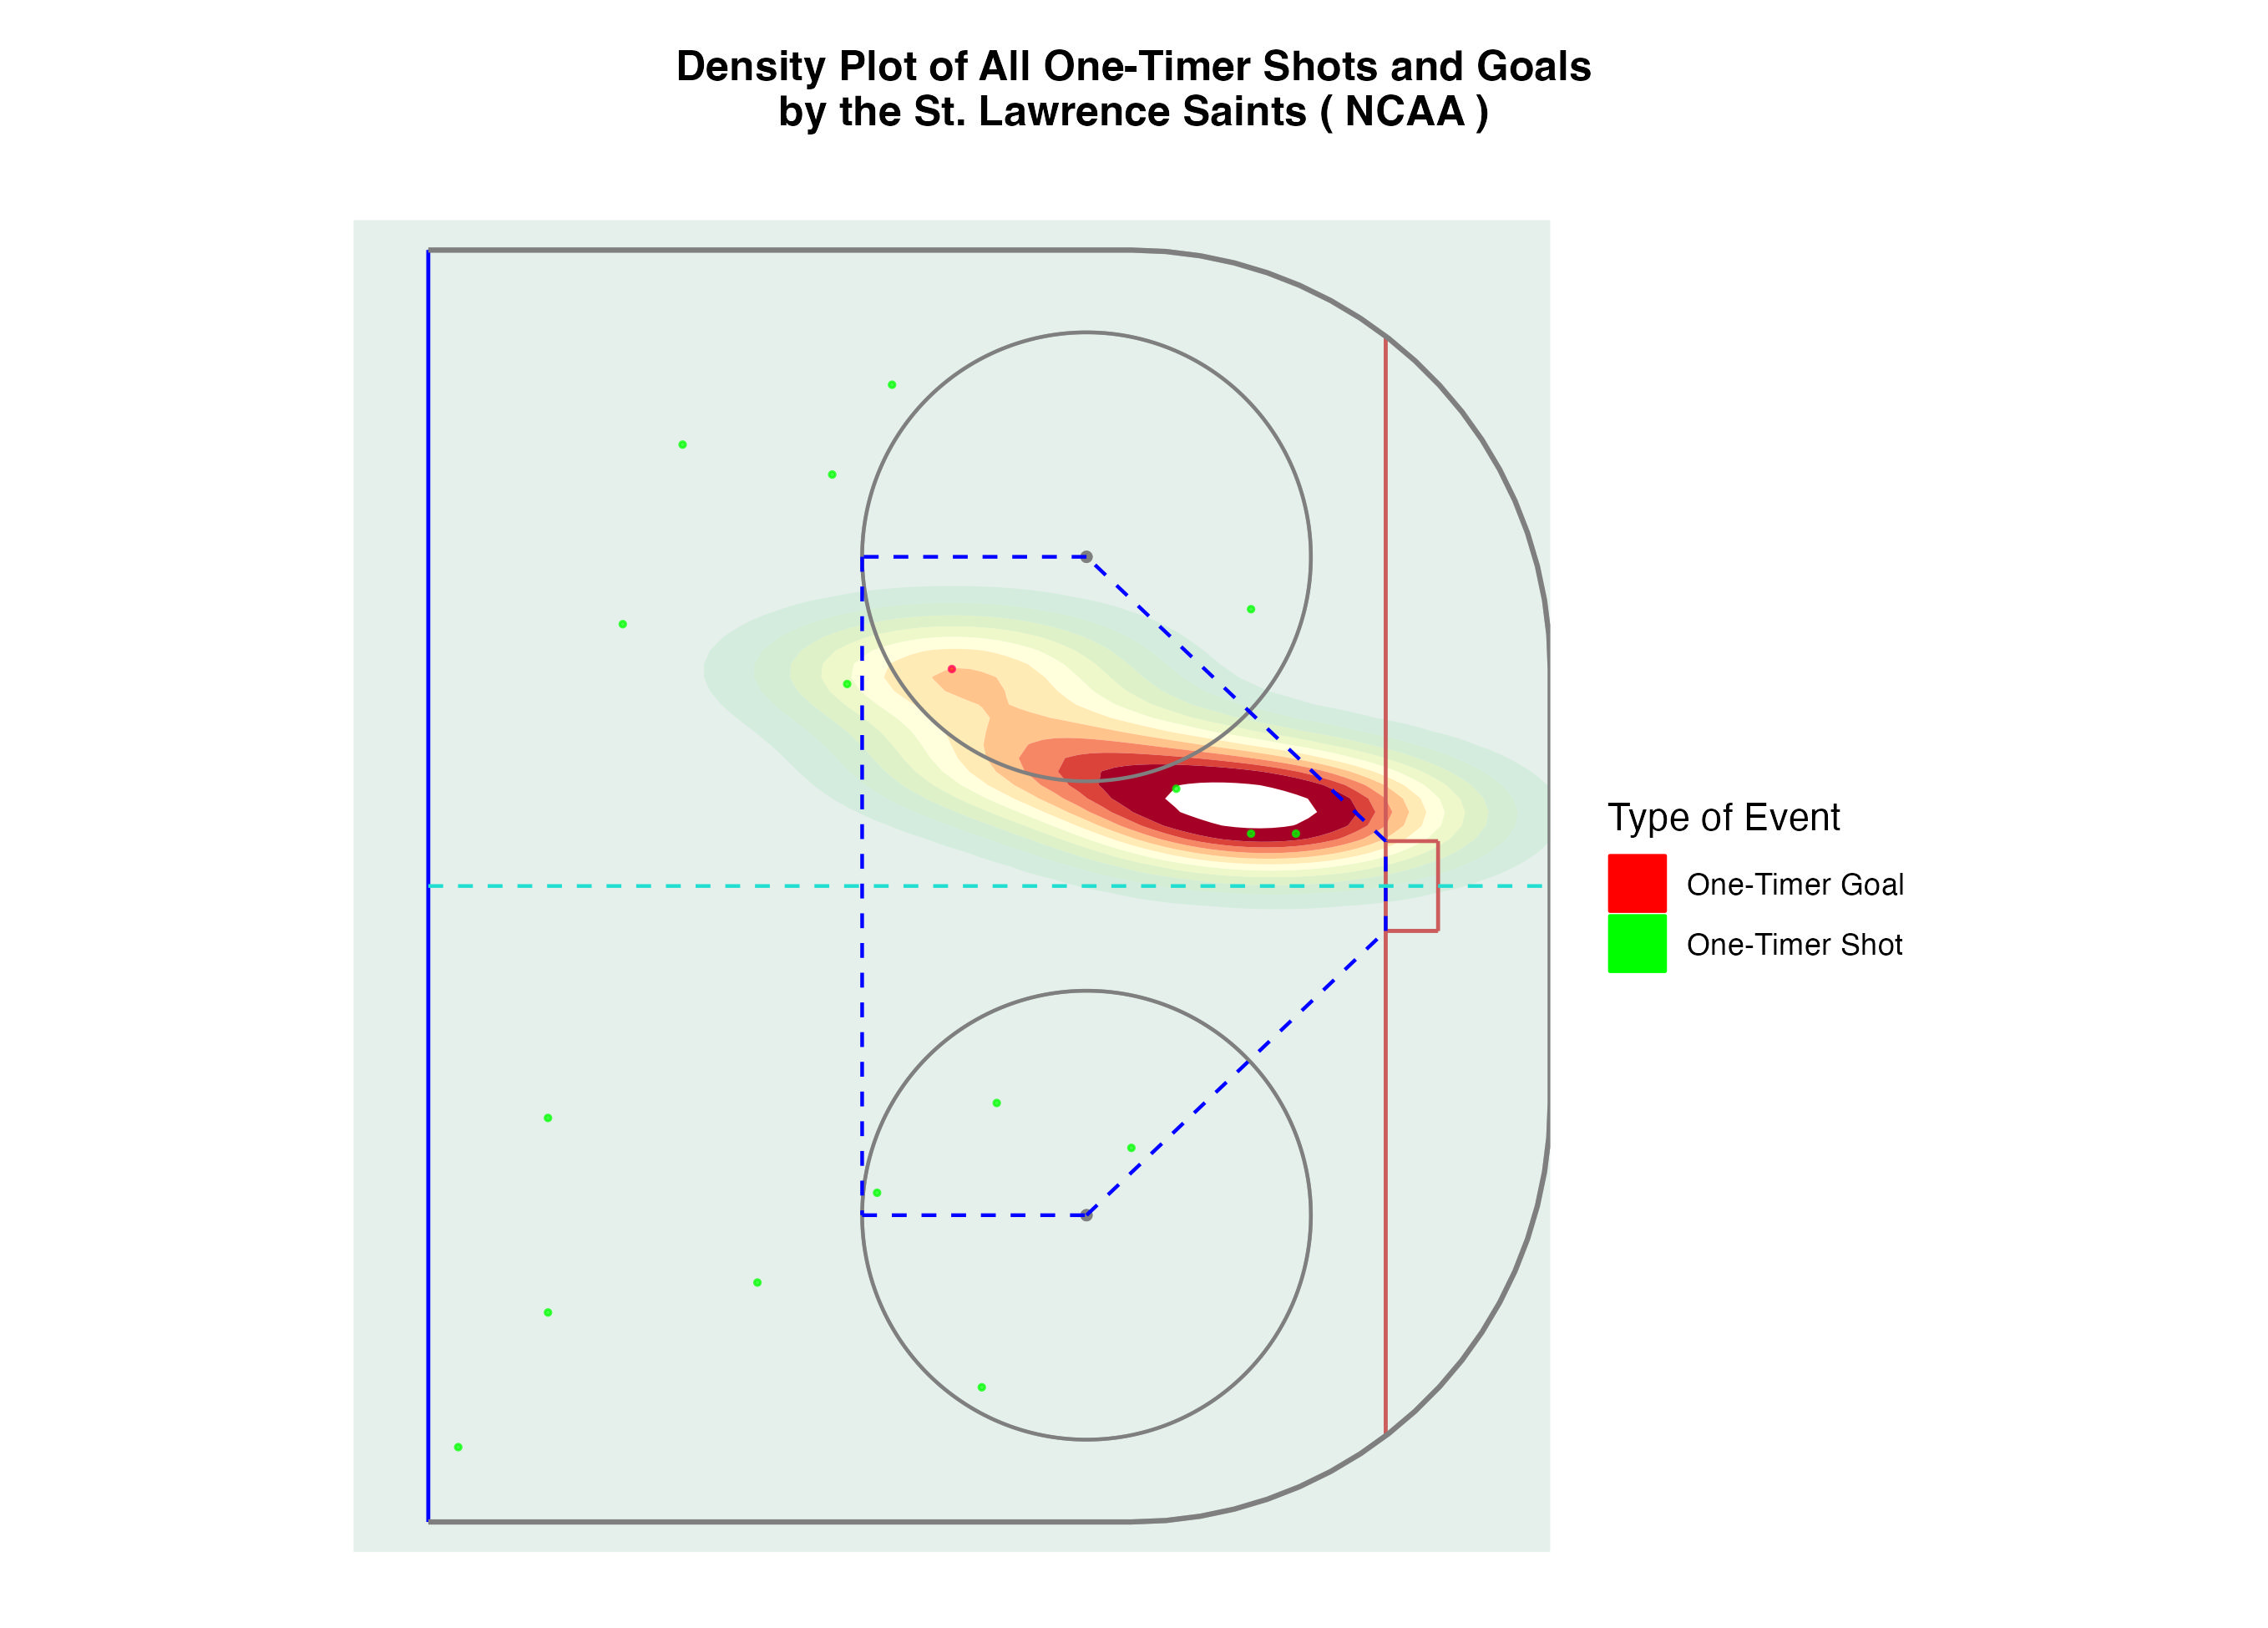 Density Plot of All One-Timer Shots and Goals
by the St. Lawrence Saints ( NCAA )
Type of Event
One-Timer Goal
One-Timer Shot